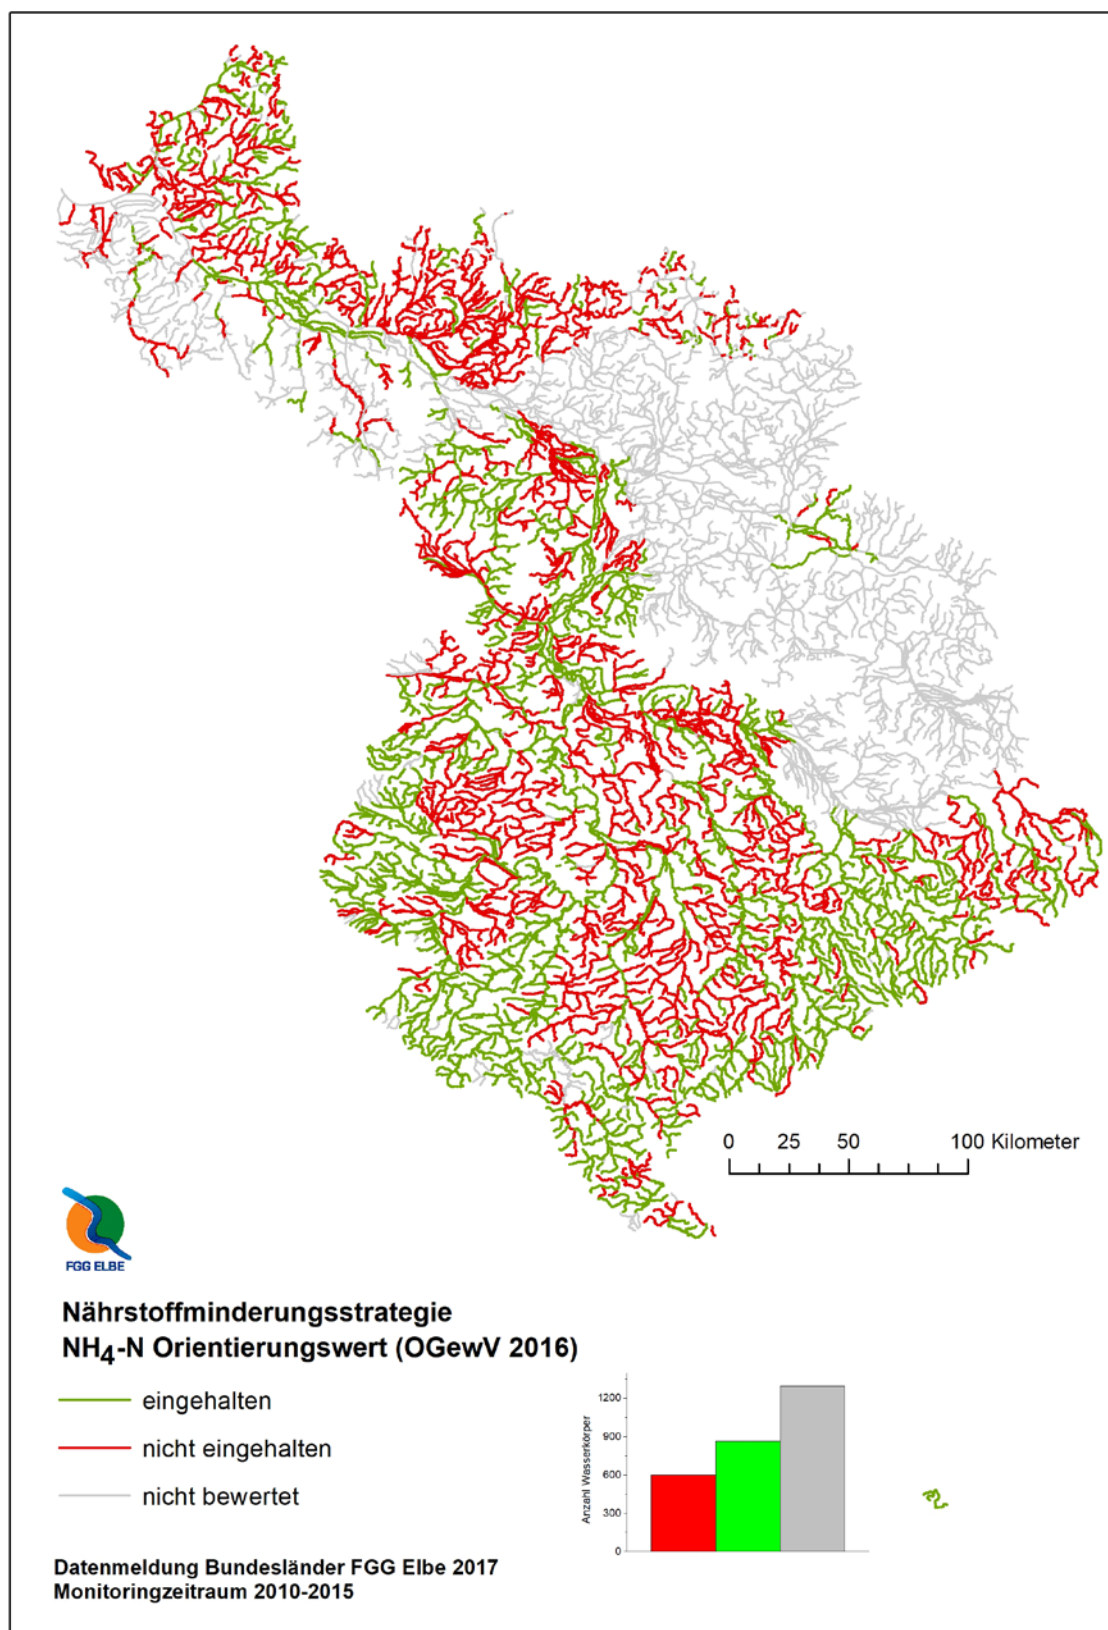 0 25 50 100 Kilometer
FGG ELBE
Nährstoffminderungsstrategie
NH4-N Orientierungswert (OGewV 2016)
eingehalten
nicht eingehalten
nicht bewertet
Anzahl Wasserkörper
1200
900
600
300
0
Datenmeldung Bundesländer FGG Elbe 2017
Monitoringzeitraum 2010-2015